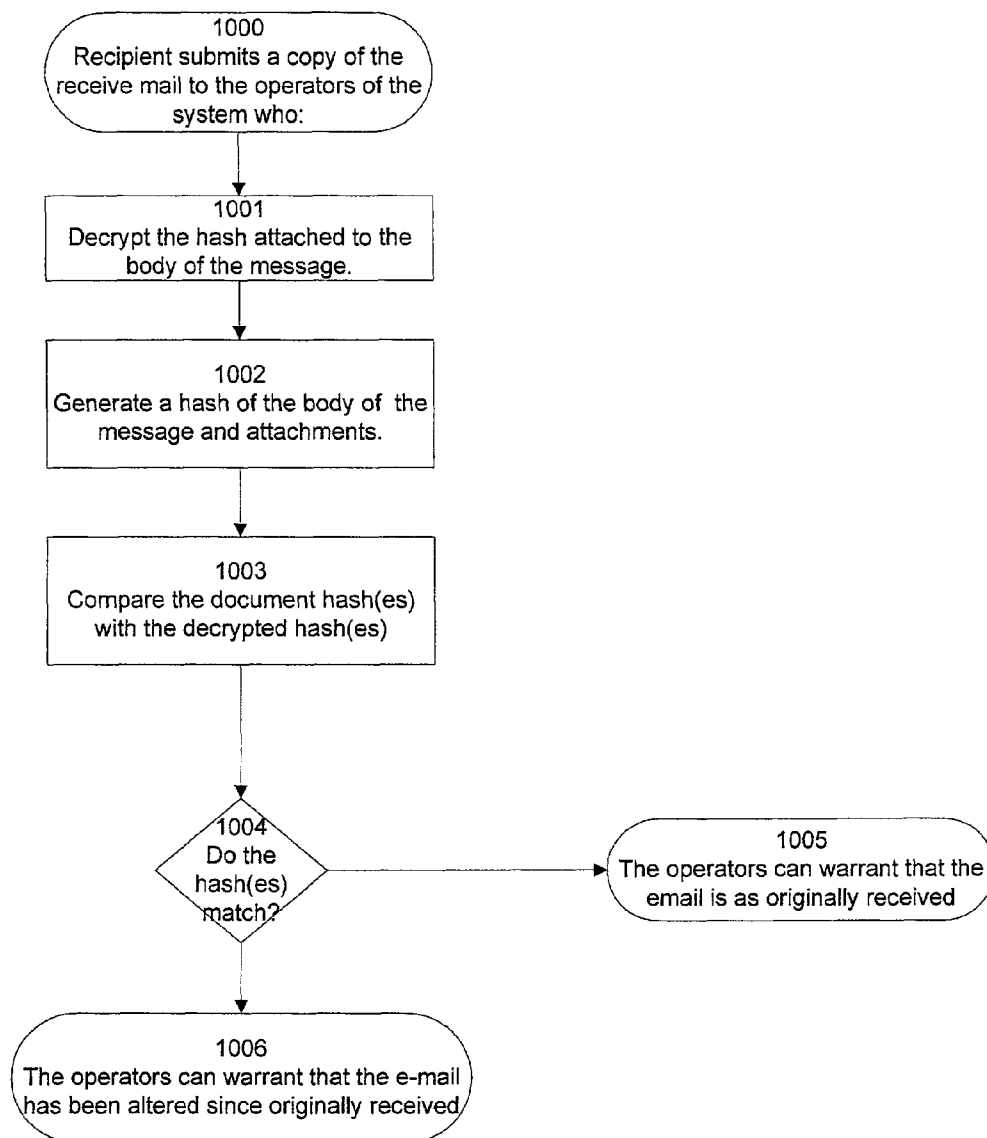 1000
Recipient submits a copy of the
receive mail to the operators of the
system who:
1001
Decrypt the hash attached to the
body of the message.
1002
Generate a hash of the body of the
message and attachments.
1003
Compare the document hash(es)
with the decrypted hash(es)
1004
Do the
hash(es)
match?
1005
The operators can warrant that the
email is as originally received
1006
The operators can warrant that the e-mail
has been altered since originally received